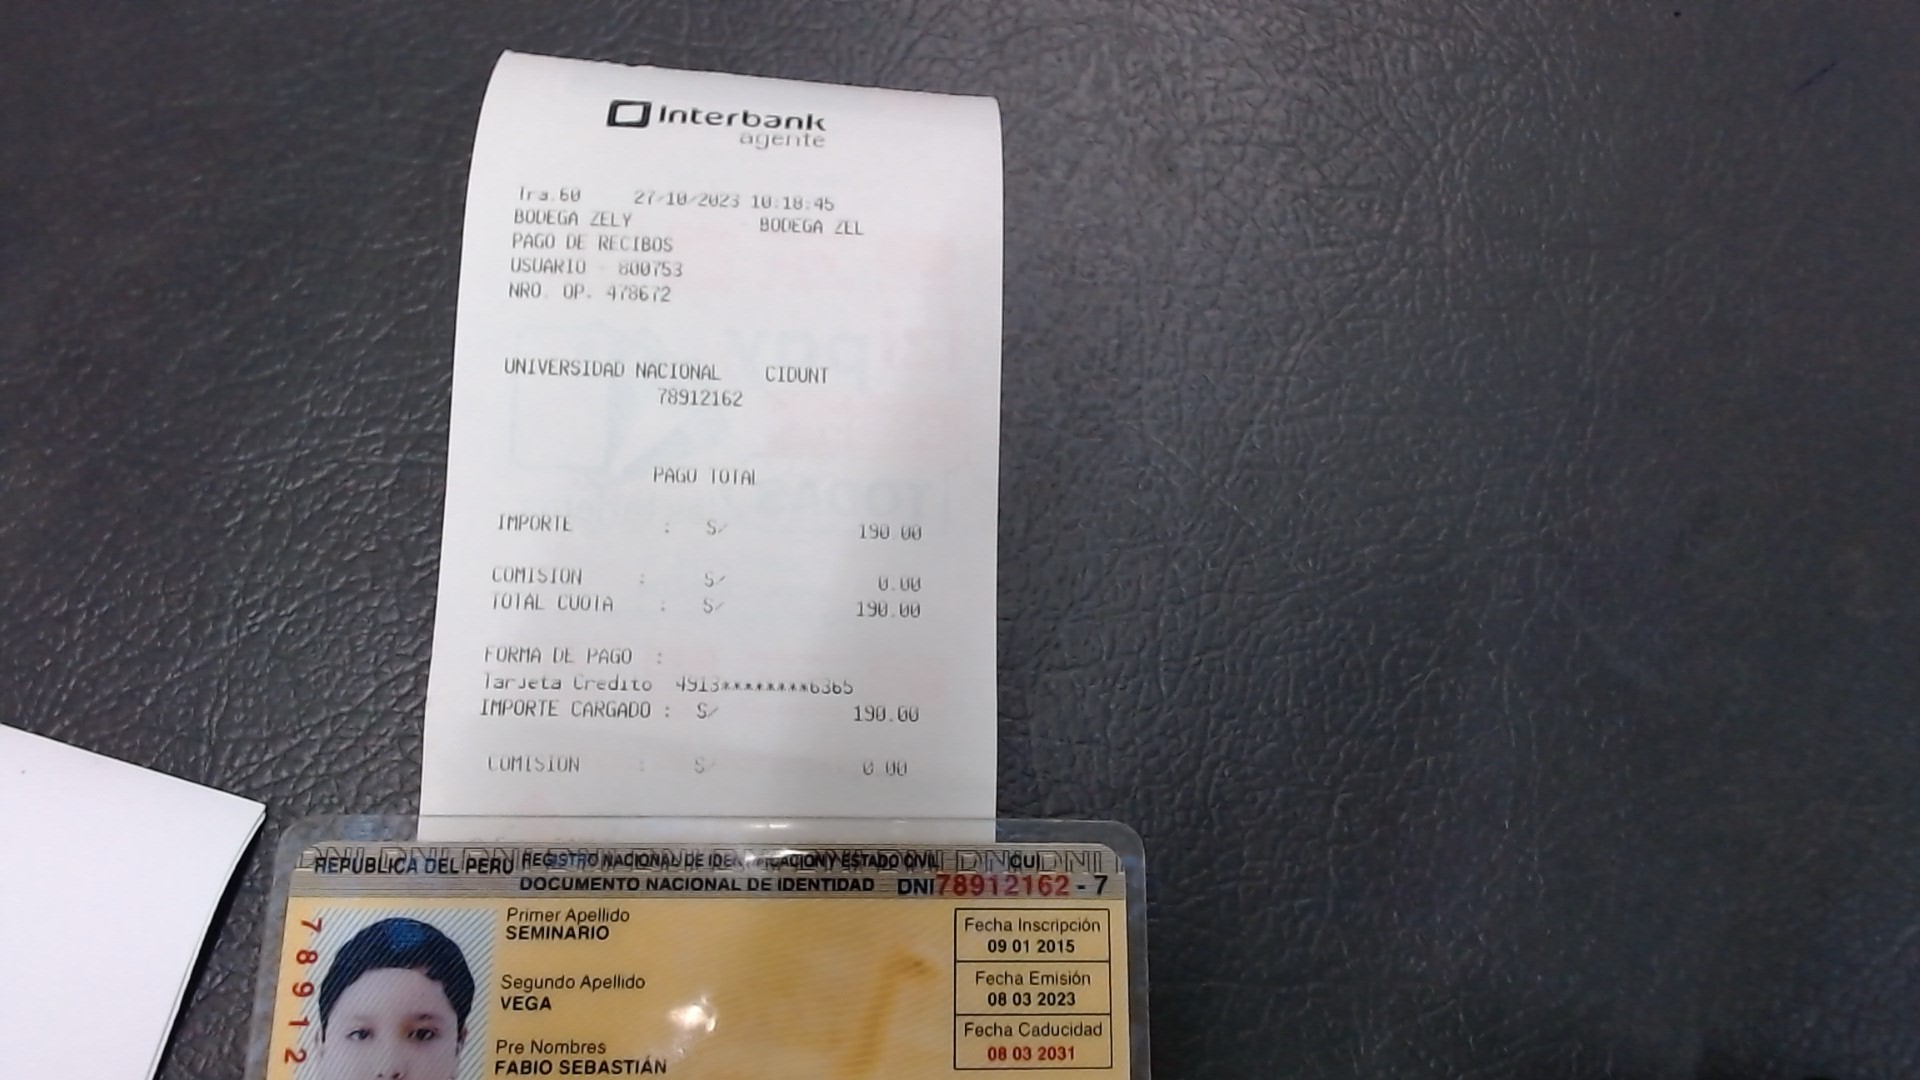 Interbank
agente
Tra.60 27/10/2023 10:18:45
BODEGA ZELY BODEGA ZEL
PAGO DE RECIBOS
USUARIO - 800753
NRO. OP. 478672
UNIVERSIDAD NACIONAL CIDUNT
78912162
PAGO TOTAL
IMPORTE : S/ 190.00
COMISION : S/ 0.00
TOTAL CUOTA : S/ 190.00
FORMA DE PAGO :
Tarjeta Credito 4913********6365
IMPORTE CARGADO : S/ 190.00
COMISION : S/ 0.00
REPUBLICA DEL PERU REGISTRO NACIONAL DE IDENTIFICACION Y ESTADO CIVIL CUI
DOCUMENTO NACIONAL DE IDENTIDAD DNI 78912162 - 7
Primer Apellido
SEMINARIO
Segundo Apellido
VEGA
Pre Nombres
FABIO SEBASTIÁN
Fecha Inscripción
09 01 2015
Fecha Emisión
08 03 2023
Fecha Caducidad
08 03 2031
78912